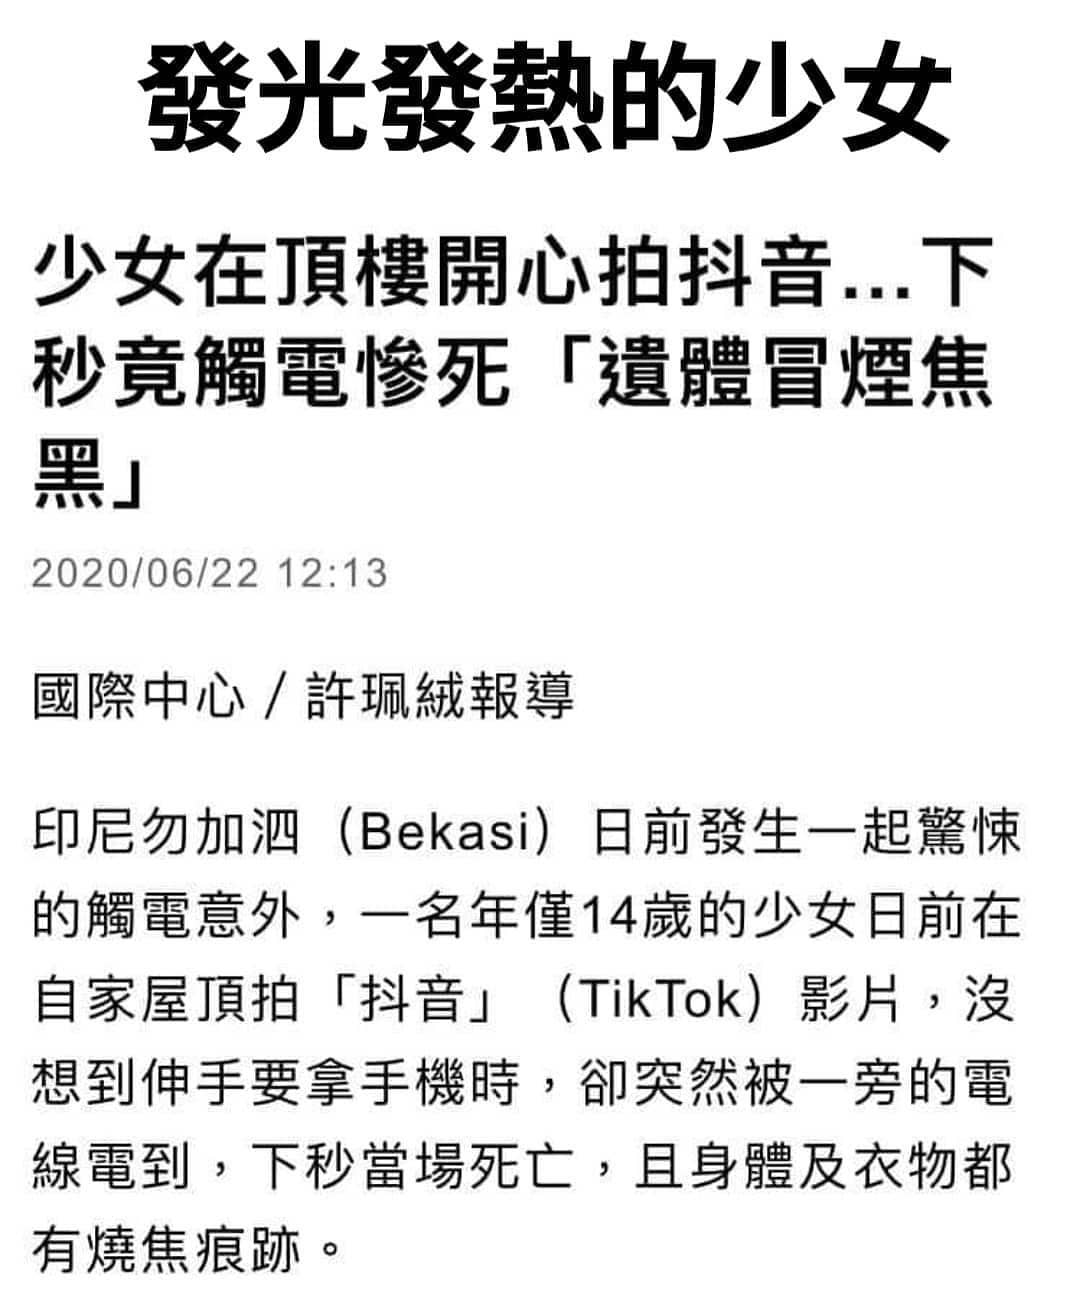 發光發熱的少女
少女在頂樓開心拍抖音...下
秒竟觸電慘死「遺體冒煙焦
黑」
2020/06/22 12:13
國際中心／許珮絨報導
印尼勿加泗（Bekasi）日前發生一起驚悚
的觸電意外，一名年僅14歲的少女日前在
自家屋頂拍「抖音」（TikTok）影片，沒
想到伸手要拿手機時，卻突然被一旁的電
線電到，下秒當場死亡，且身體及衣物都
有燒焦痕跡。